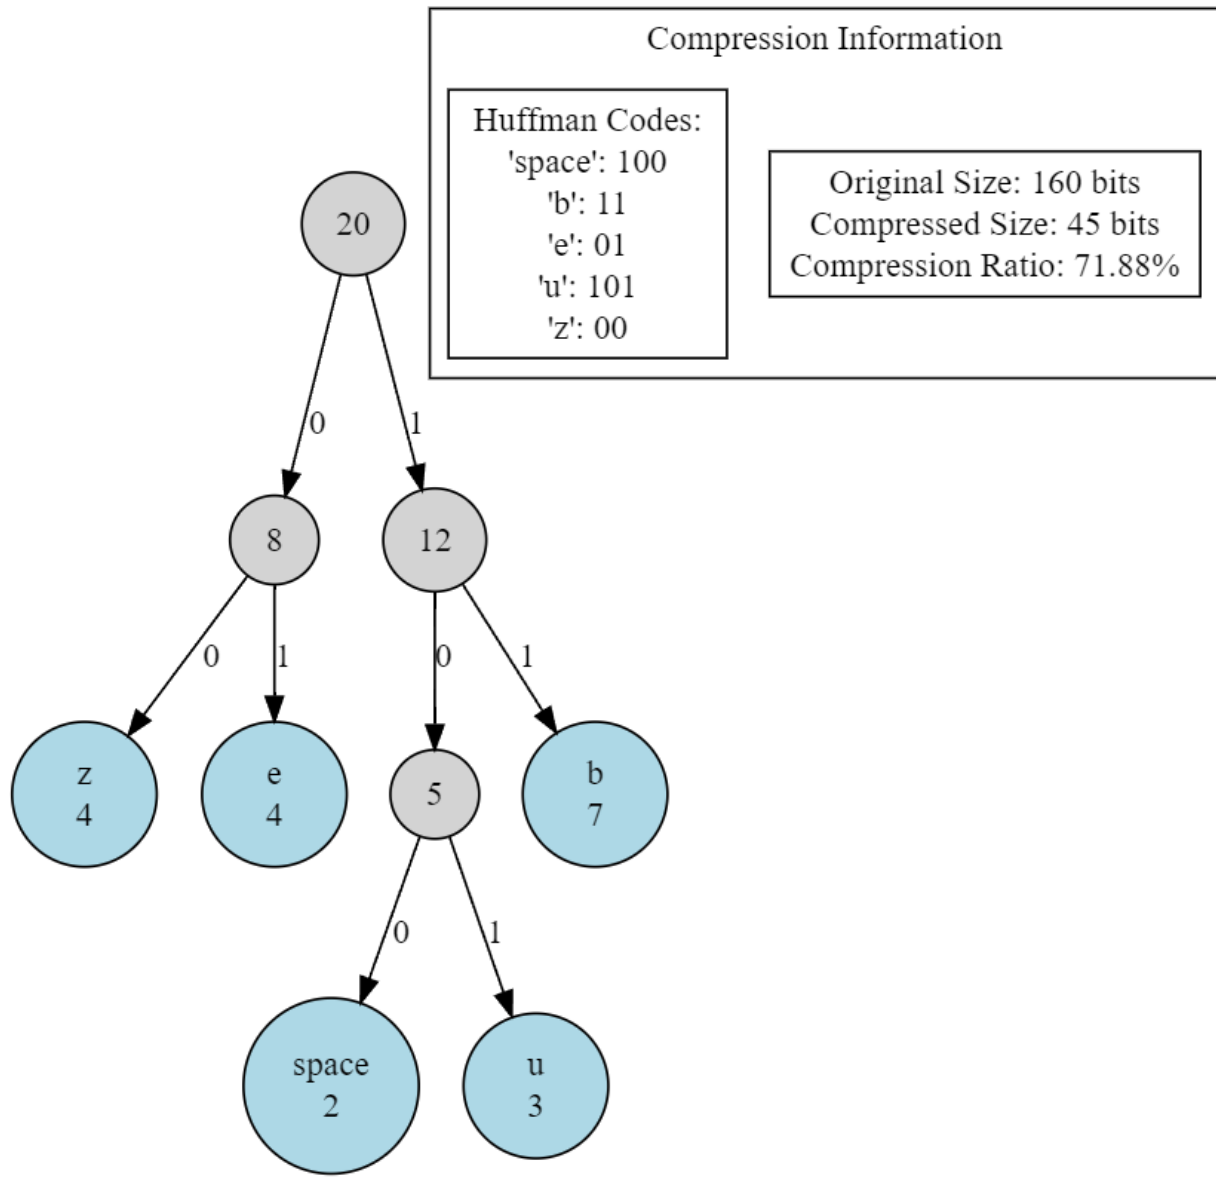 Compression Information
Huffman Codes:
'space': 100
'b': 11
'e': 01
'u': 101
'z': 00
Original Size: 160 bits
Compressed Size: 45 bits
Compression Ratio: 71.88%
20
0
1
8
12
0
1
0
1
z
4
e
4
5
b
7
0
1
space
2
u
3